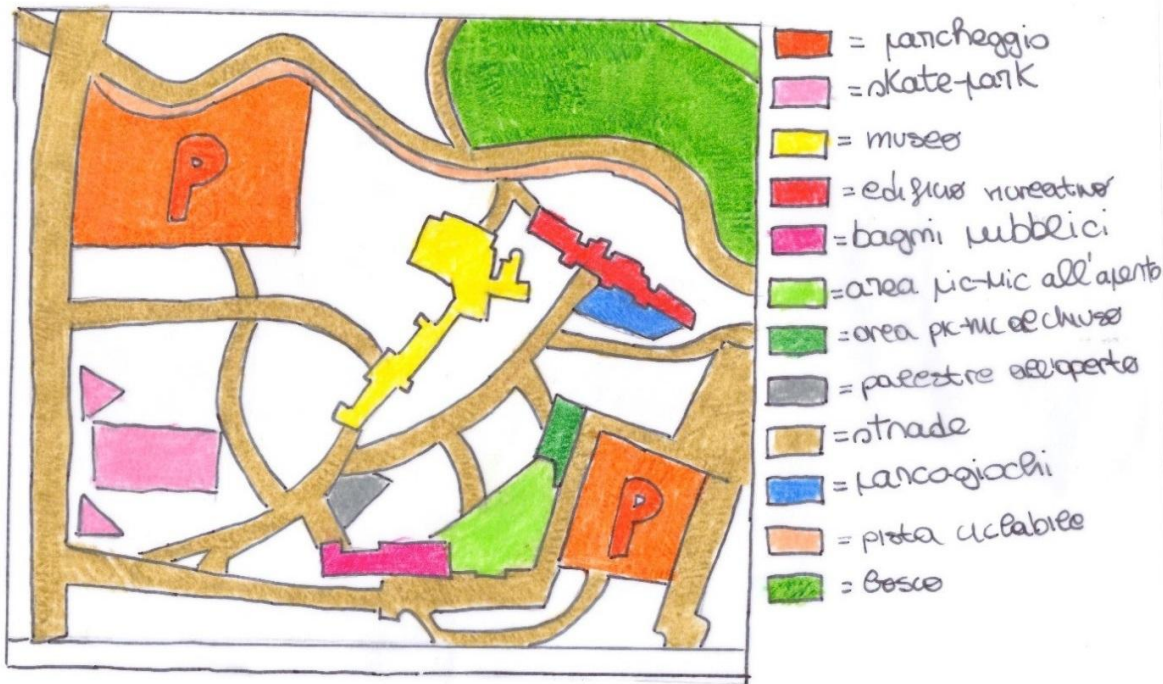 P
P
= parcheggio
= skate-park
= museo
= edificio ricreativo
= bagni pubblici
= area pic-nic all'aperto
= area pic-nic al chiuso
= palestre all'aperto
= strade
= parcogiochi
= pista ciclabile
= bosco